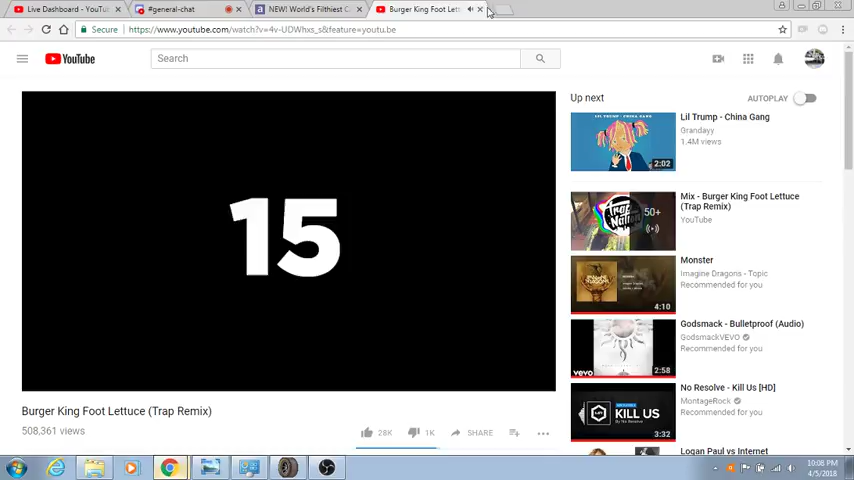 Live Dashboard - YouTu
#general-chat
NEW! World's Filthiest C
Burger King Foot Lett
Secure
https://www.youtube.com/watch?v=4v-UDWhxs_s&feature=youtu.be
YouTube
Search
15
Burger King Foot Lettuce (Trap Remix)
508,361 views
28K
1K
SHARE
Up next
AUTOPLAY
2:02
Lil Trump - China Gang
Grandayy
1.4M views
TRAP NATION
50+
Mix - Burger King Foot Lettuce
(Trap Remix)
YouTube
4:10
Monster
Imagine Dragons - Topic
Recommended for you
vevo
2:58
Godsmack - Bulletproof (Audio)
GodsmackVEVO
Recommended for you
KILL US
3:32
No Resolve - Kill Us [HD]
MontageRock
Recommended for you
Logan Paul vs Internet
10:08 PM
4/5/2018